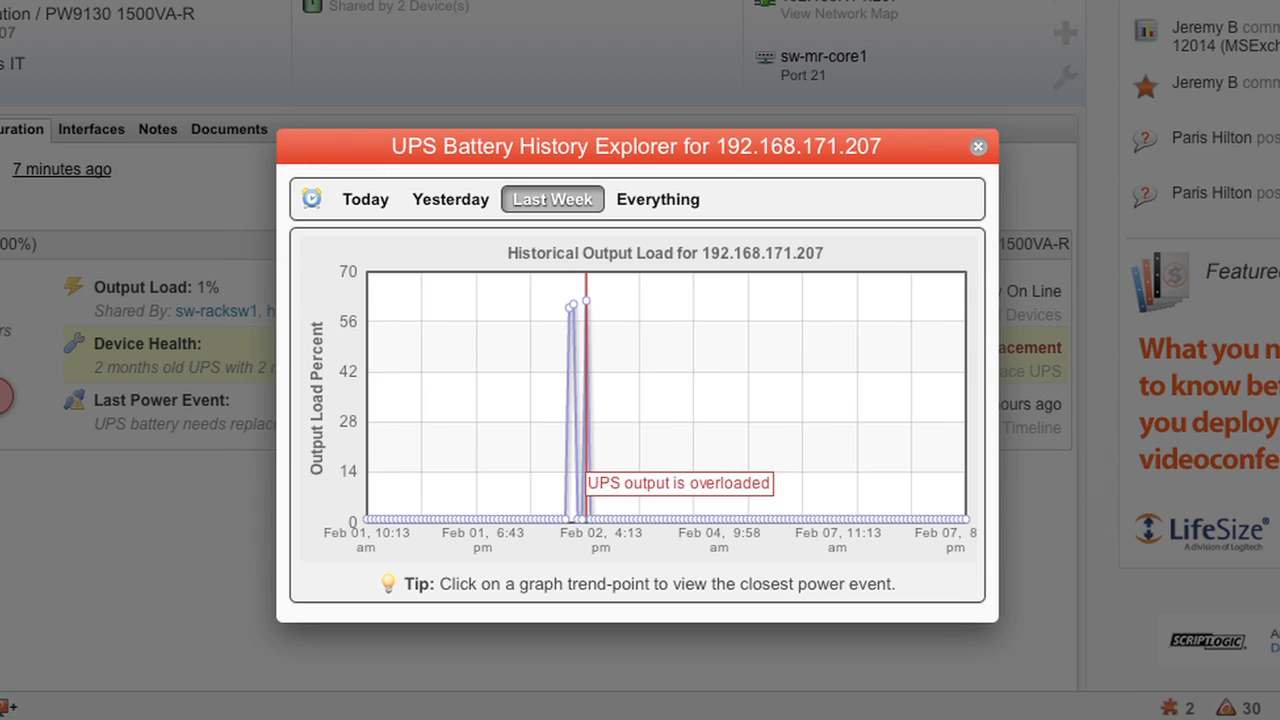 ation / PW9130 1500VA-R
07
s IT
Shared by 2 Device(s)
View Network Map
sw-mr-core1
Port 21
Jeremy B comm
12014 (MSExch
Jeremy B comm
Paris Hilton pos
Paris Hilton pos
uration Interfaces Notes Documents
7 minutes ago
UPS Battery History Explorer for 192.168.171.207
Today Yesterday Last Week Everything
00%)
1500VA-R
Historical Output Load for 192.168.171.207
Output Load Percent
70
56
42
28
14
0
UPS output is overloaded
Feb 01, 10:13 am
Feb 01, 6:43 pm
Feb 02, 4:13 pm
Feb 04, 9:58 am
Feb 07, 11:13 am
Feb 07, 8 pm
Tip: Click on a graph trend-point to view the closest power event.
Output Load: 1%
Shared By: sw-racksw1, h
Device Health:
2 months old UPS with 2 r
Last Power Event:
UPS battery needs replac
rs
y On Line
Devices
acement
ace UPS
ours ago
Timeline
Feature
What you n
to know bef
you deploy
videoconfe
LifeSize®
A division of Logitech
SCRIPTLOGIC
2 30